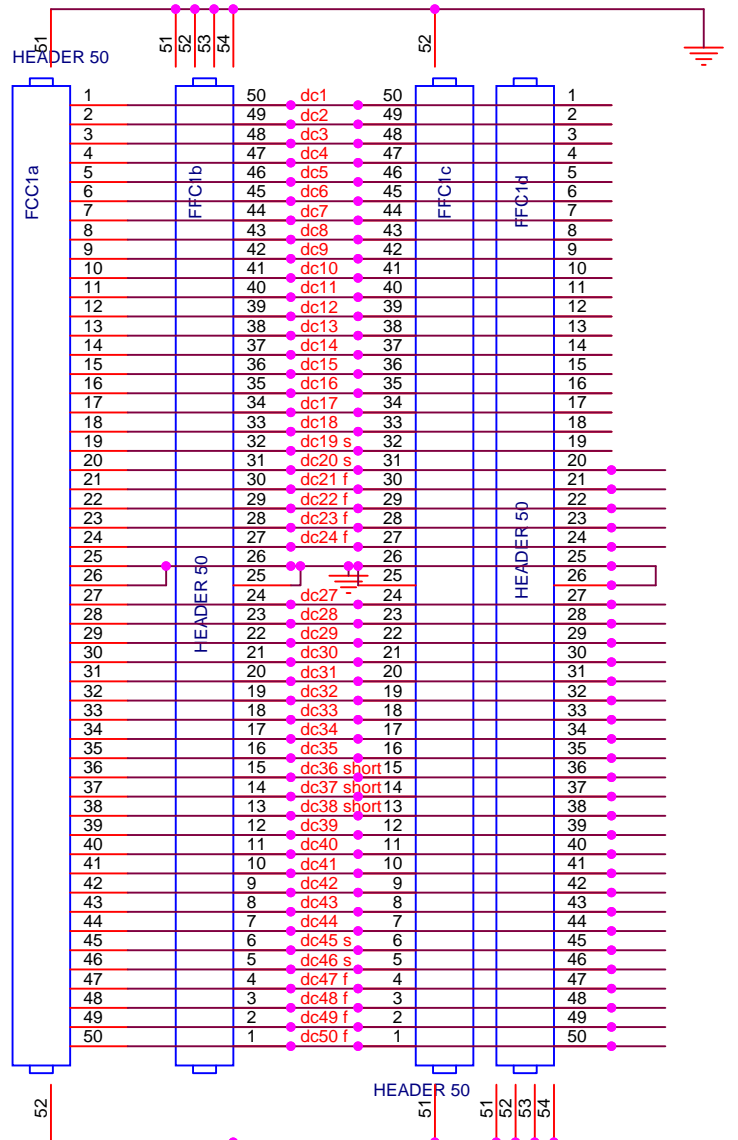 51 51 52 53 54 52
HEADER 50
FCC1a FFC1b FFC1c FFC1d
1 50 dc1 50 1
2 49 dc2 49 2
3 48 dc3 48 3
4 47 dc4 47 4
5 46 dc5 46 5
6 45 dc6 45 6
7 44 dc7 44 7
8 43 dc8 43 8
9 42 dc9 42 9
10 41 dc10 41 10
11 40 dc11 40 11
12 39 dc12 39 12
13 38 dc13 38 13
14 37 dc14 37 14
15 36 dc15 36 15
16 35 dc16 35 16
17 34 dc17 34 17
18 33 dc18 33 18
19 32 dc19 s 32 19
20 31 dc20 s 31 20
21 30 dc21 f 30 21
22 29 dc22 f 29 22
23 28 dc23 f 28 23
24 27 dc24 f 27 24
25 26 26 25
26 25 25 26
27 24 dc27 24 27
28 23 dc28 23 28
29 22 dc29 22 29
30 21 dc30 21 30
31 20 dc31 20 31
32 19 dc32 19 32
33 18 dc33 18 33
34 17 dc34 17 34
35 16 dc35 16 35
36 15 dc36 short 15 36
37 14 dc37 short 14 37
38 13 dc38 short 13 38
39 12 dc39 12 39
40 11 dc40 11 40
41 10 dc41 10 41
42 9 dc42 9 42
43 8 dc43 8 43
44 7 dc44 7 44
45 6 dc45 s 6 45
46 5 dc46 s 5 46
47 4 dc47 f 4 47
48 3 dc48 f 3 48
49 2 dc49 f 2 49
50 1 dc50 f 1 50
HEADER 50
HEADER 50
HEADER 50
52 51 51 52 53 54